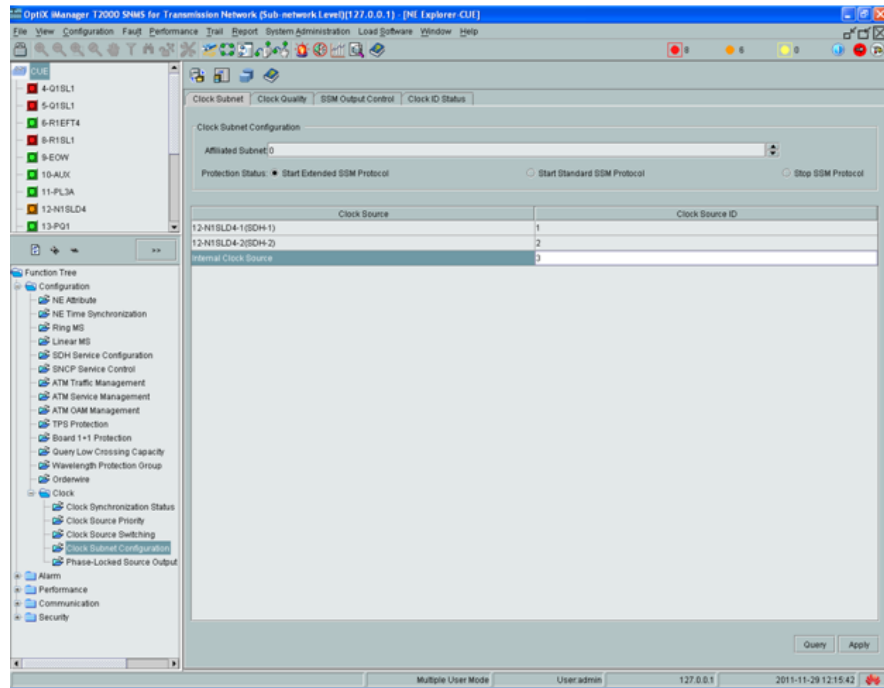 OptiX iManager T2000 SNMS for Transmission Network (Sub-network Level)(127.0.0.1) - [NE Explorer-CUE]
File View Configuration Fault Performance Trail Report System Administration Load Software Window Help
8 6 0
CUE
4-Q1SL1
5-Q1SL1
6-R1EFT4
8-R1SL1
9-EOW
10-AUX
11-PL3A
12-N1SLD4
13-PQ1
>>
Function Tree
Configuration
NE Attribute
NE Time Synchronization
Ring MS
Linear MS
SDH Service Configuration
SNCP Service Control
ATM Traffic Management
ATM Service Management
ATM OAM Management
TPS Protection
Board 1+1 Protection
Query Low Crossing Capacity
Wavelength Protection Group
Orderwire
Clock
Clock Synchronization Status
Clock Source Priority
Clock Source Switching
Clock Subnet Configuration
Phase-Locked Source Output
Alarm
Performance
Communication
Security
Clock Subnet Clock Quality SSM Output Control Clock ID Status
Clock Subnet Configuration
Affiliated Subnet: 0
Protection Status: Start Extended SSM Protocol Start Standard SSM Protocol Stop SSM Protocol
Clock Source Clock Source ID
12-N1SLD4-1(SDH-1) 1
12-N1SLD4-2(SDH-2) 2
Internal Clock Source 3
Query Apply
Multiple User Mode User:admin 127.0.0.1 2011-11-29 12:15:42